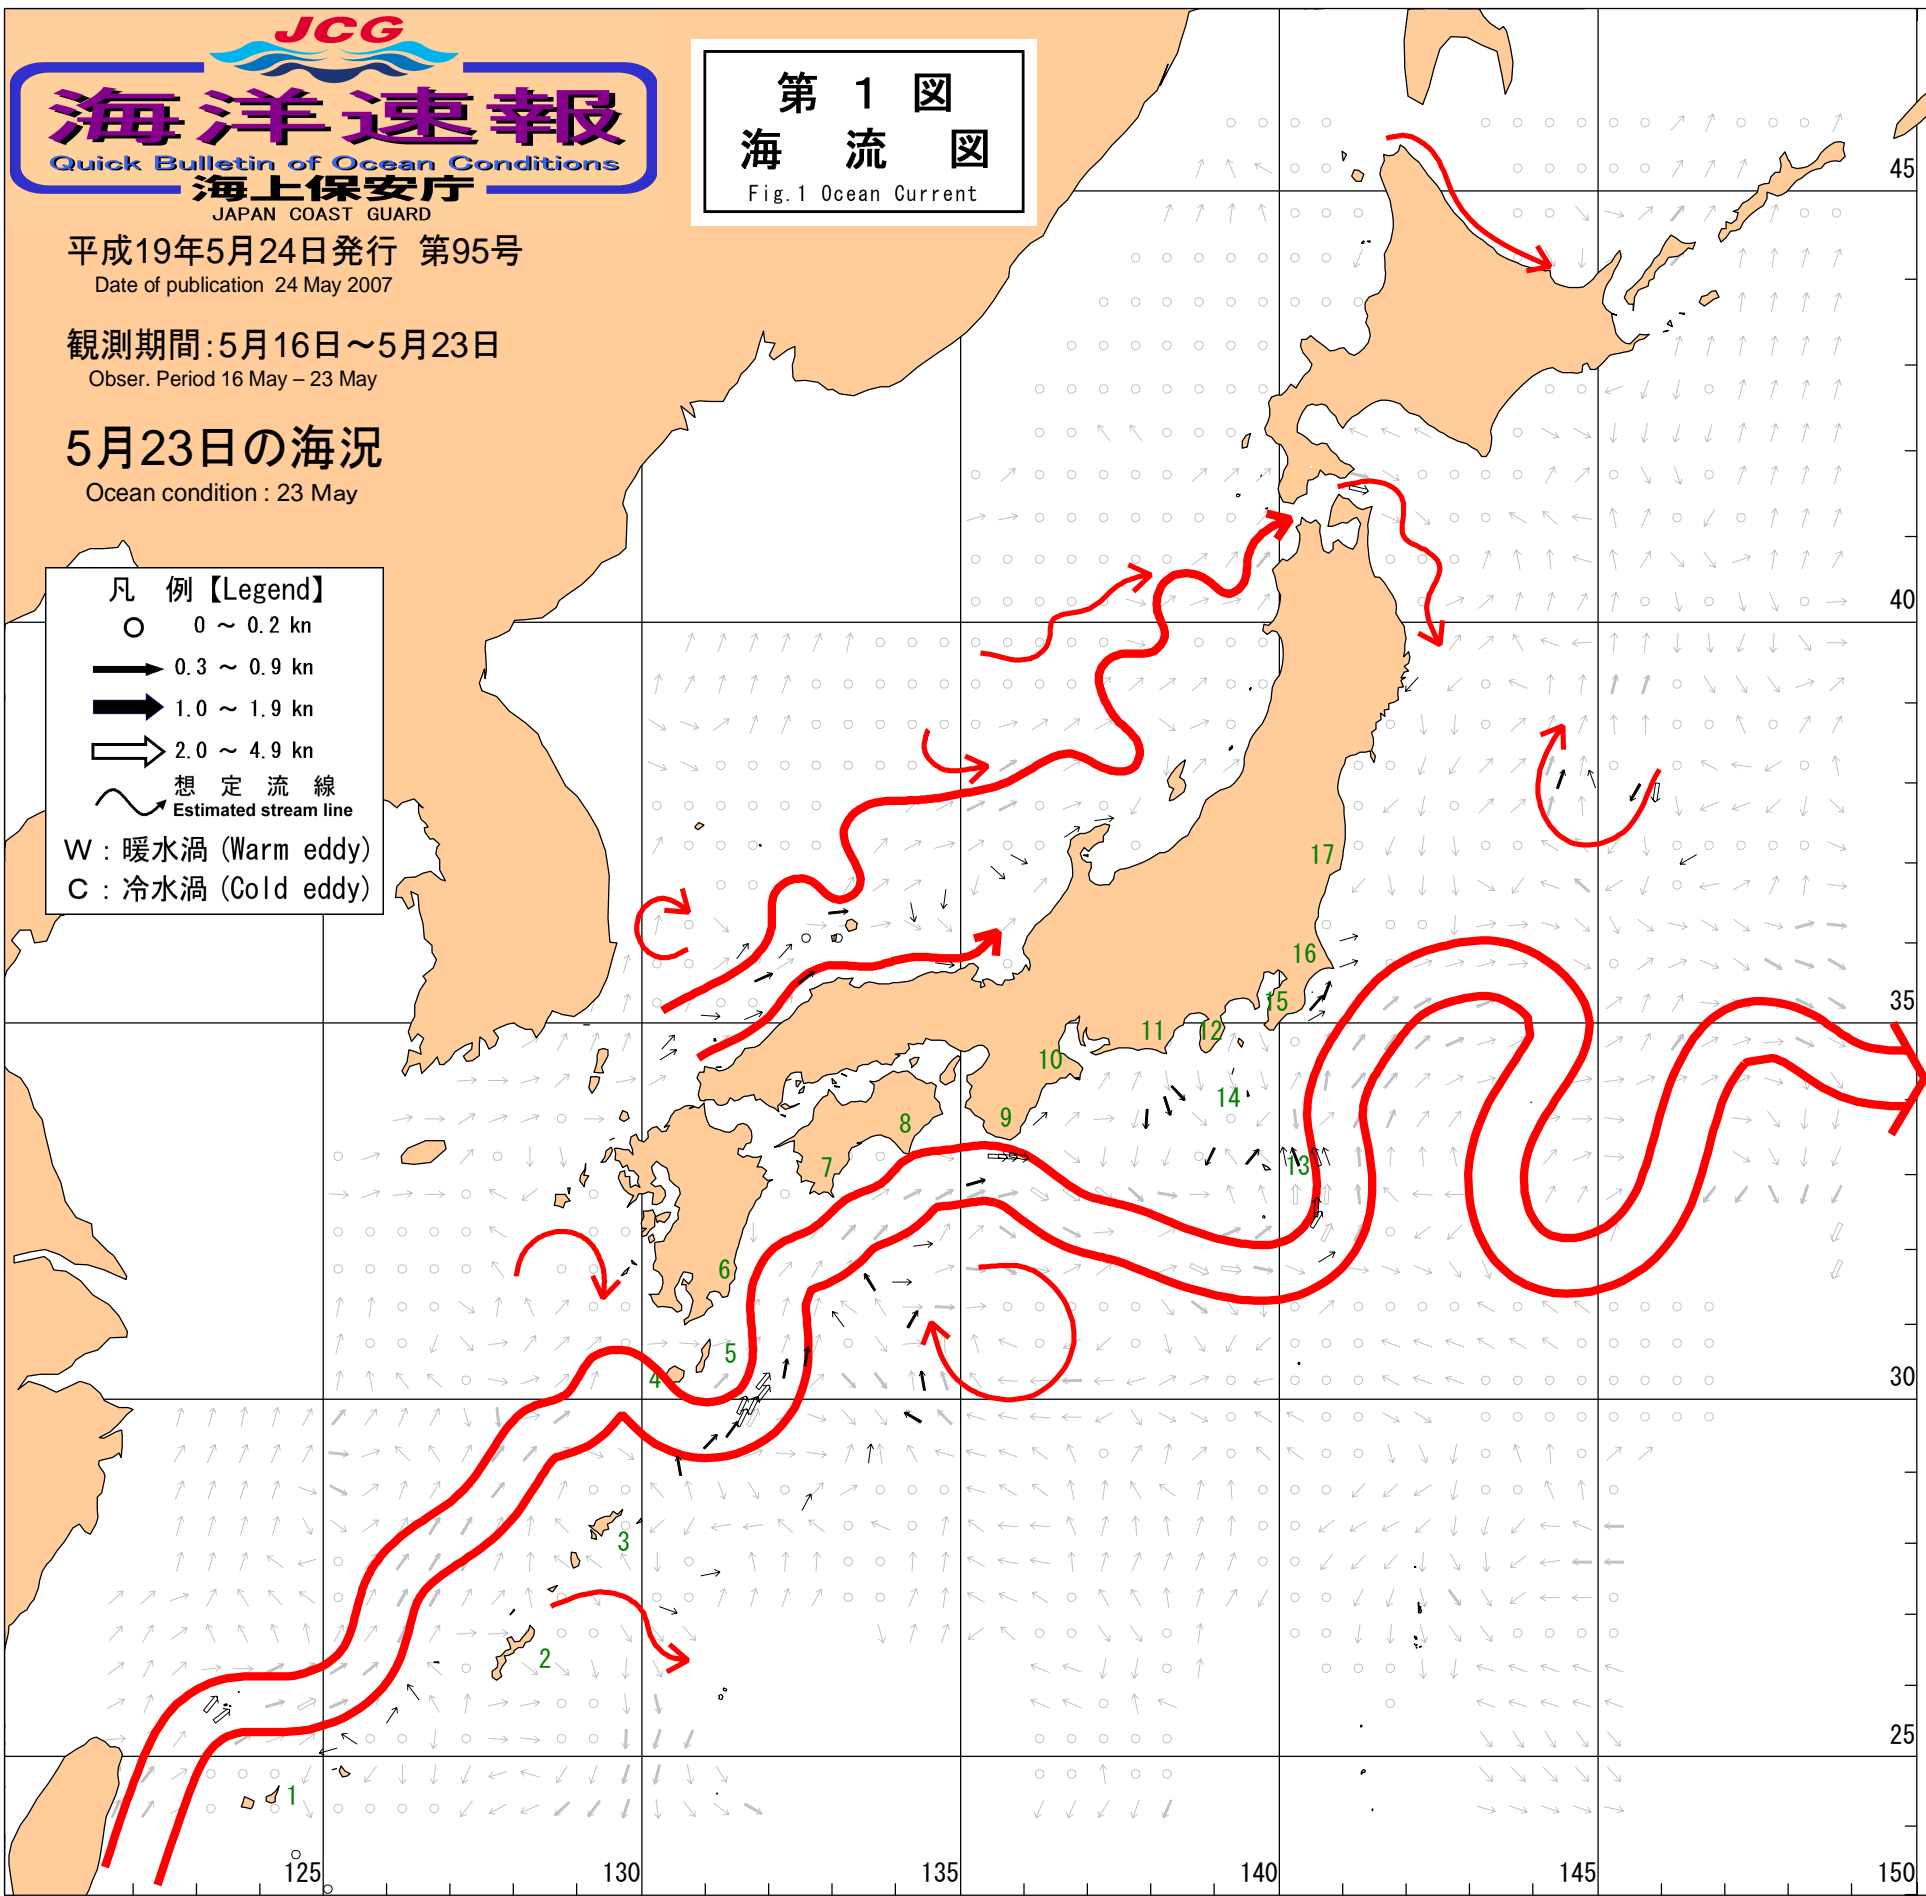 JCG
海洋速報
Quick Bulletin of Ocean Conditions
海上保安庁
JAPAN COAST GUARD
平成19年5月24日発行 第95号
Date of publication 24 May 2007
観測期間:5月16日～5月23日
Obser. Period 16 May – 23 May
5月23日の海況
Ocean condition : 23 May
第 1 図
海 流 図
Fig.1 Ocean Current
凡 例【Legend】
0 ～ 0.2 kn
0.3 ～ 0.9 kn
1.0 ～ 1.9 kn
2.0 ～ 4.9 kn
想 定 流 線
Estimated stream line
W : 暖水渦 (Warm eddy)
C : 冷水渦 (Cold eddy)
45
40
17
16
35
15
11
12
10
14
9
8
13
7
6
5
4
30
3
2
25
1
125
130
135
140
145
150